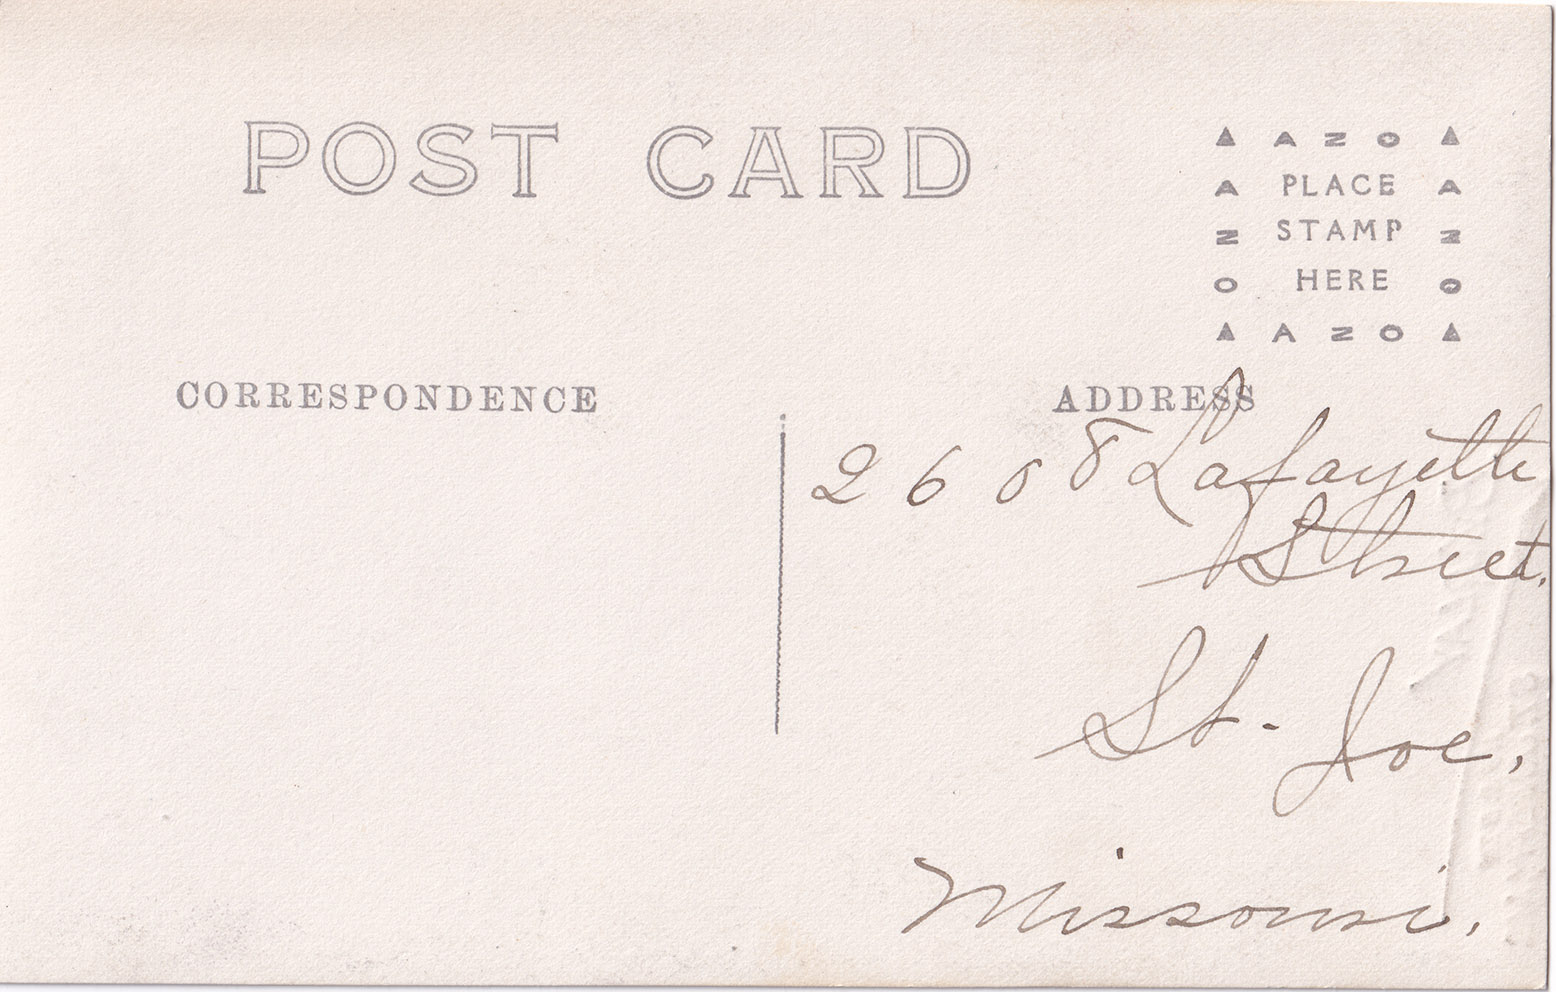 POST CARD
▲ AZO ▲
A PLACE A
Z STAMP Z
O HERE O
▲ AZO ▲
CORRESPONDENCE
ADDRESS
2608 Lafayette
Street.
St. Joe,
Missouri.